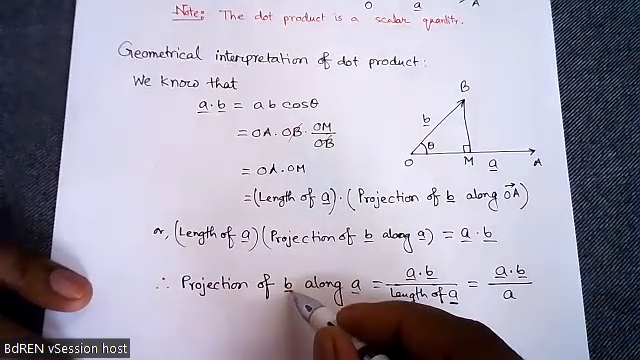 O a A
Note: The dot product is a scalar quantity.
Geometrical interpretation of dot product:
We know that
a·b = ab cosθ
= OA·OB·OM/OB
= OA·OM
= (Length of a)·(Projection of b along OA)
B
b
θ
O M A
a
or, (Length of a)(Projection of b along a) = a·b
∴ Projection of b along a = a·b/Length of a = a·b/a
BdREN vSession host